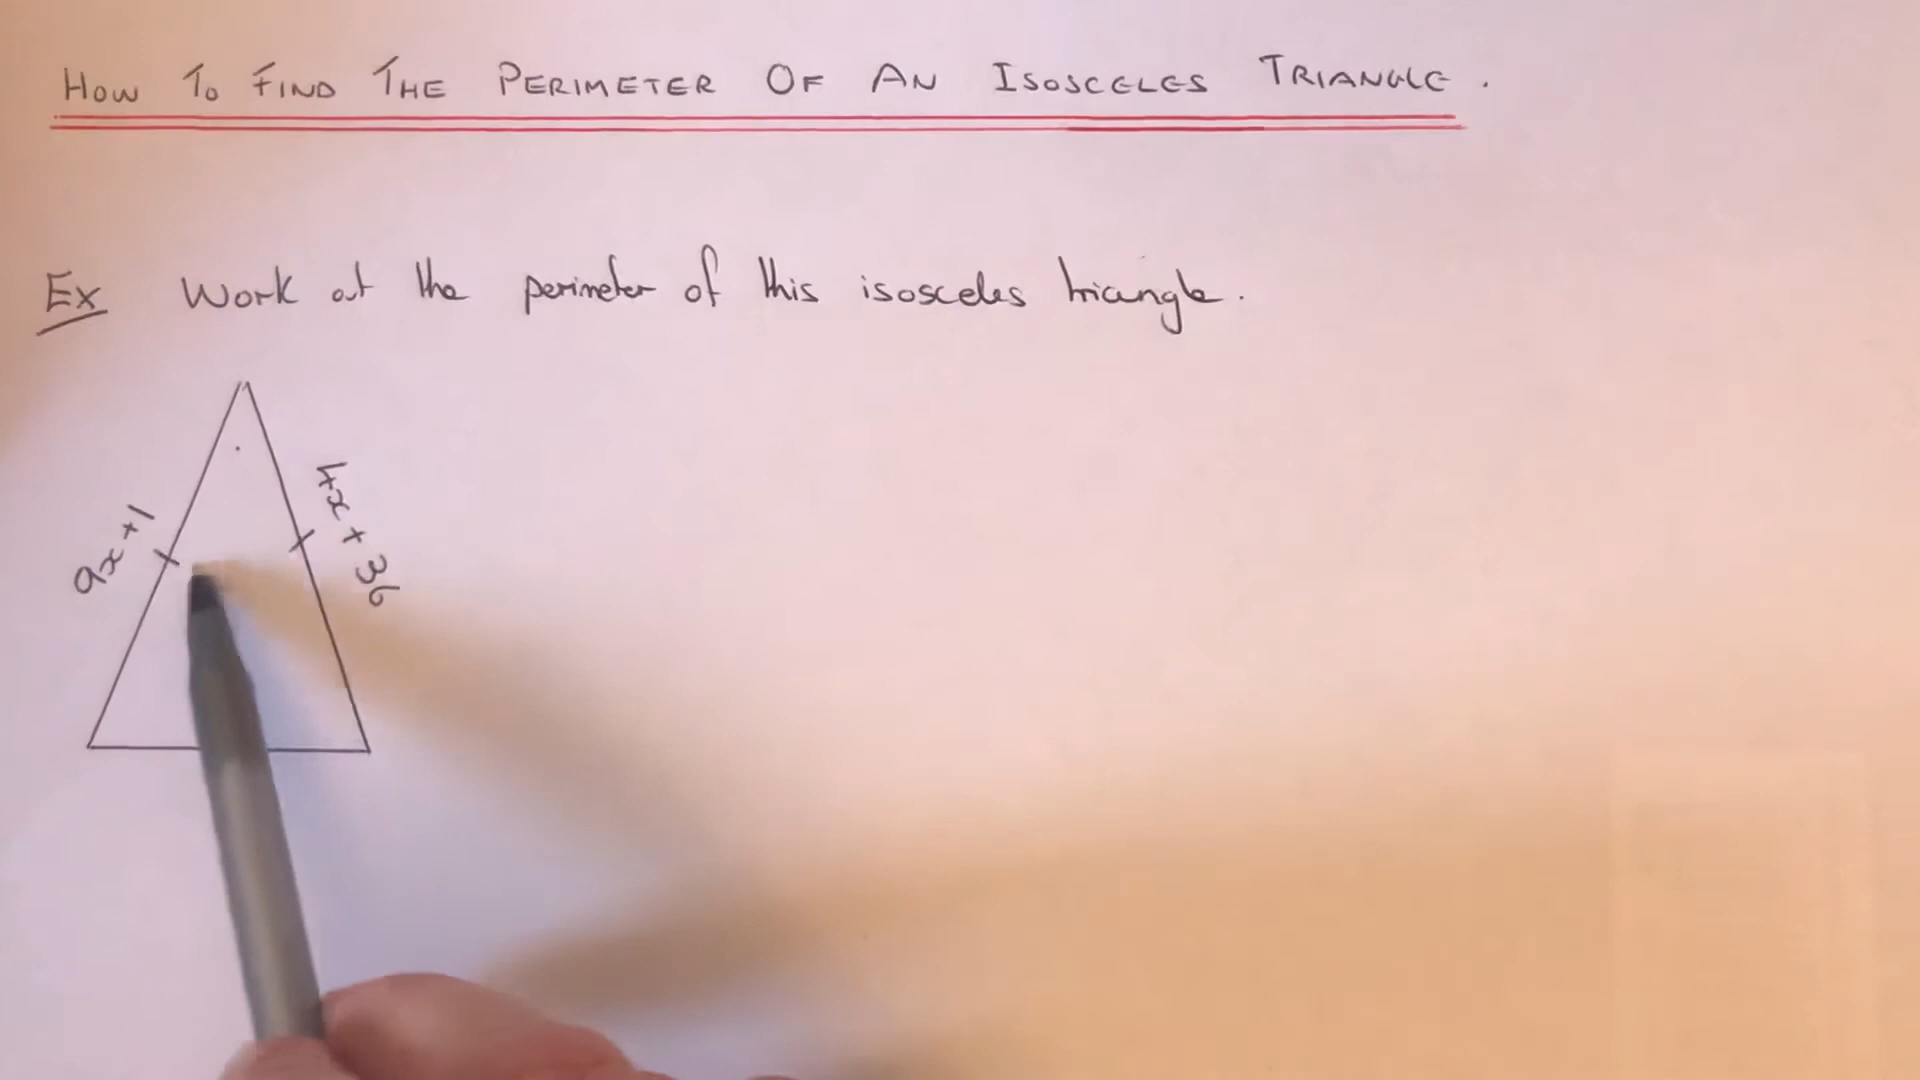 HOW TO FIND THE PERIMETER OF AN ISOSCELES TRIANGLE.
Ex Work out the perimeter of this isosceles triangle.
9x+1
4x + 36